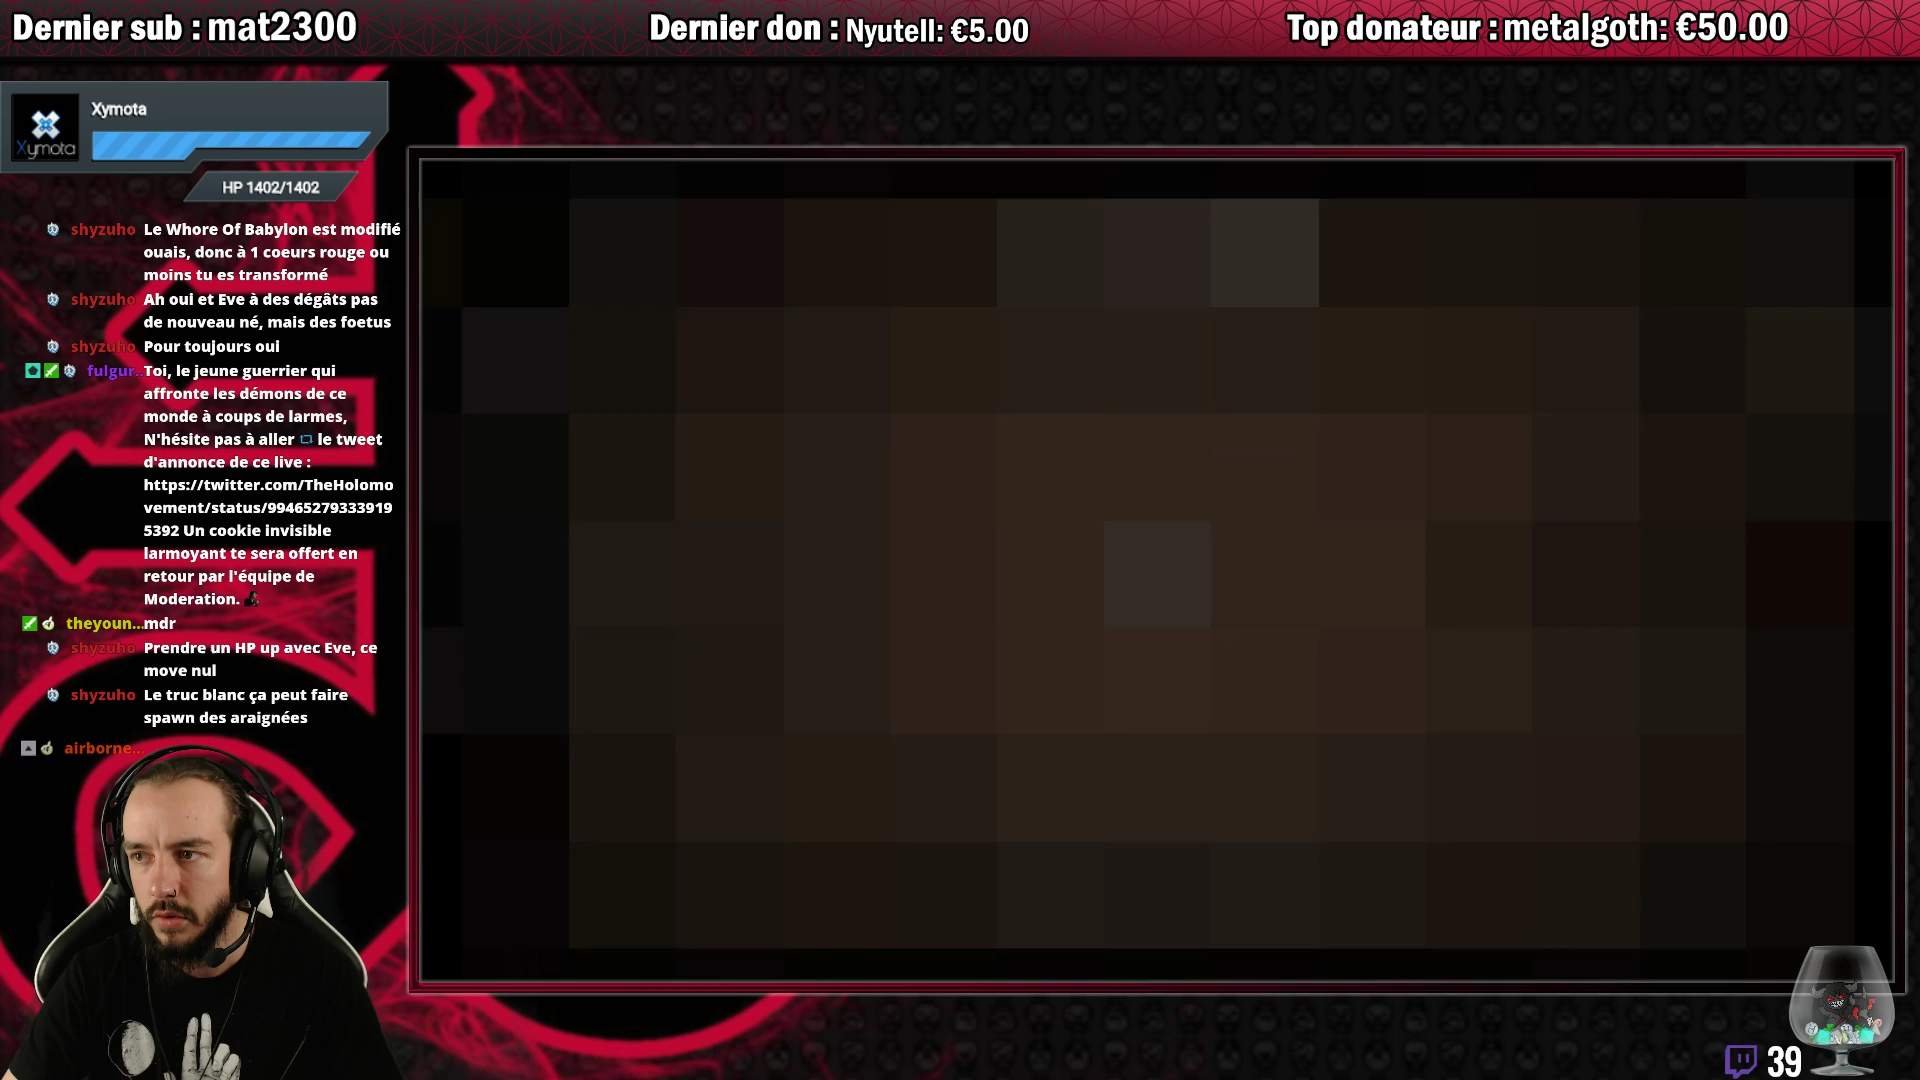 Dernier sub : mat2300
Dernier don : Nyutell: €5.00
Top donateur : metalgoth: €50.00
Xymota
Xymota
HP 1402/1402
shyzuho Le Whore Of Babylon est modifié
ouais, donc à 1 coeurs rouge ou
moins tu es transformé
shyzuho Ah oui et Eve à des dégâts pas
de nouveau né, mais des foetus
shyzuho Pour toujours oui
fulgur... Toi, le jeune guerrier qui
affronte les démons de ce
monde à coups de larmes,
N'hésite pas à aller le tweet
d'annonce de ce live :
https://twitter.com/TheHolomo
vement/status/99465279333919
5392 Un cookie invisible
larmoyant te sera offert en
retour par l'équipe de
Moderation.
theyoun... mdr
shyzuho Prendre un HP up avec Eve, ce
move nul
shyzuho Le truc blanc ça peut faire
spawn des araignées
airborne...
39